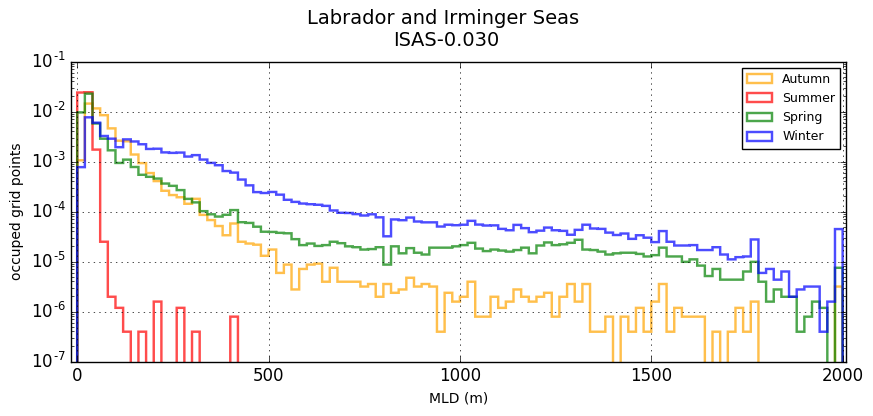 Labrador and Irminger Seas
ISAS-0.030
10^-1
10^-2
10^-3
10^-4
10^-5
10^-6
10^-7
occuped grid points
Autumn
Summer
Spring
Winter
0 500 1000 1500 2000
MLD (m)